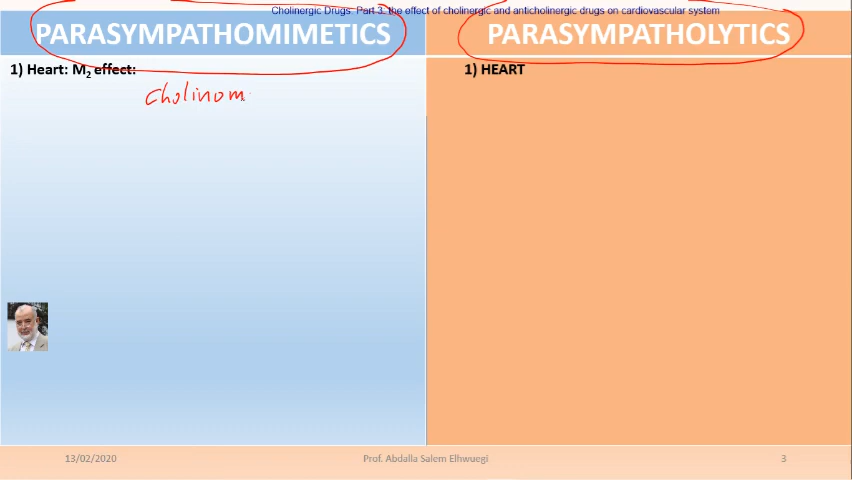 Cholinergic Drugs: Part 3: the effect of cholinergic and anticholinergic drugs on cardiovascular system
PARASYMPATHOMIMETICS
PARASYMPATHOLYTICS
1) Heart: M2 effect:
Cholinom
1) HEART
13/02/2020
Prof. Abdalla Salem Elhwuegi
3